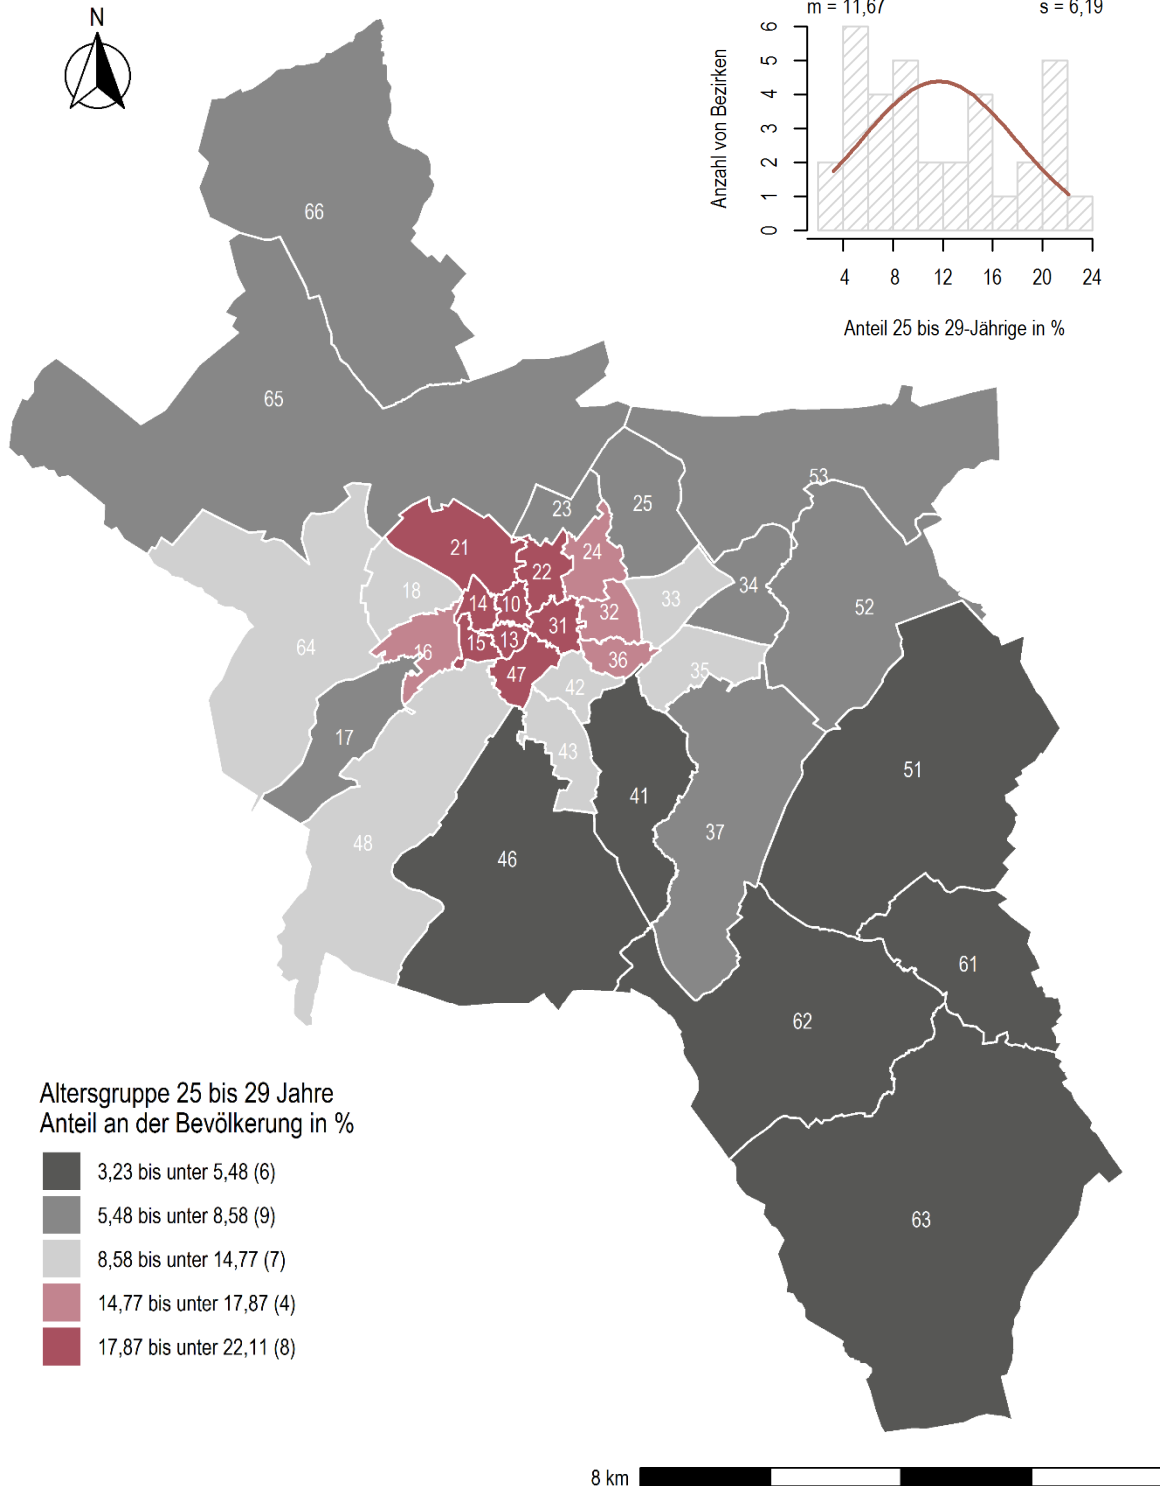 N
m = 11,67
s = 6,19
Anzahl von Bezirken
6
5
4
3
2
1
0
4 8 12 16 20 24
Anteil 25 bis 29-Jährige in %
66
65
53
23
25
21
24
22
34
18
33
52
14
10
32
31
15
13
64
16
36
35
47
42
17
43
51
41
37
48
46
61
62
63
Altersgruppe 25 bis 29 Jahre
Anteil an der Bevölkerung in %
3,23 bis unter 5,48 (6)
5,48 bis unter 8,58 (9)
8,58 bis unter 14,77 (7)
14,77 bis unter 17,87 (4)
17,87 bis unter 22,11 (8)
8 km